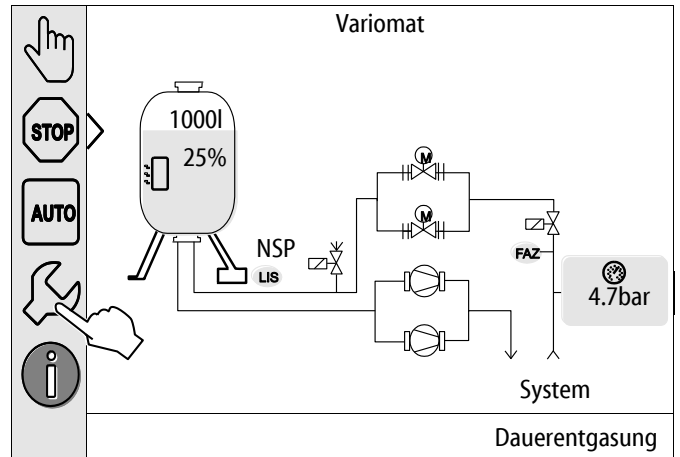 Variomat
STOP
1000l
25%
M
AUTO
M
NSP
LIS
FAZ
4.7bar
System
Dauerentgasung